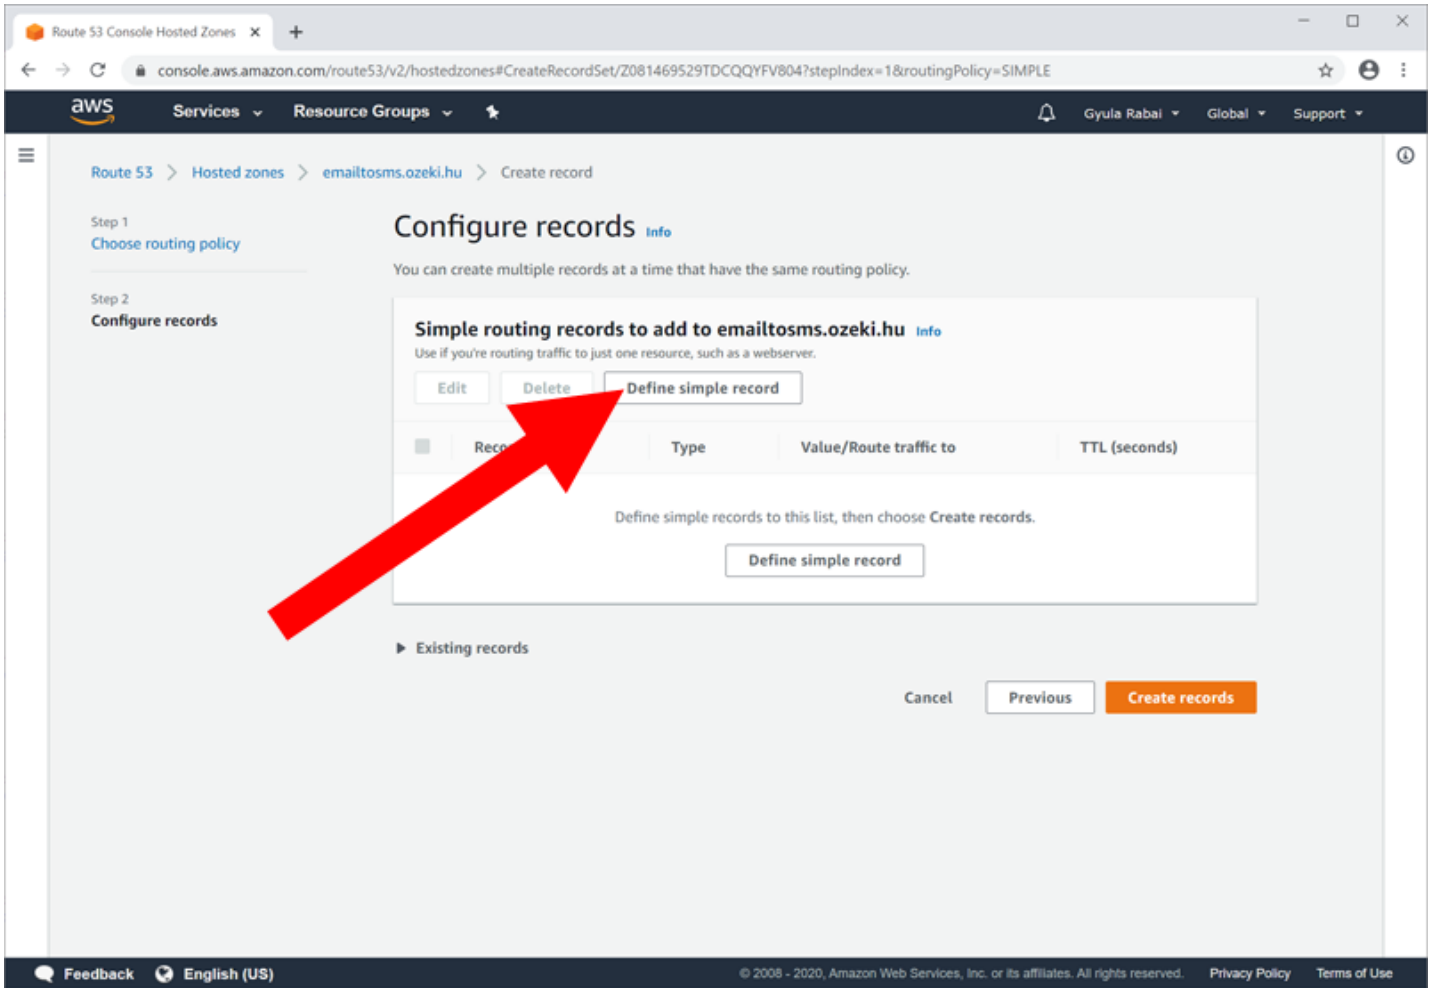 Route 53 Console Hosted Zones
console.aws.amazon.com/route53/v2/hostedzones#CreateRecordSet/Z081469529TDCQQYFV804?stepIndex=1&routingPolicy=SIMPLE
aws Services Resource Groups Gyula Rabai Global Support
Route 53 > Hosted zones > emailtosms.ozeki.hu > Create record
Step 1
Choose routing policy
Step 2
Configure records
Configure records Info
You can create multiple records at a time that have the same routing policy.
Simple routing records to add to emailtosms.ozeki.hu Info
Use if you're routing traffic to just one resource, such as a webserver.
Edit Delete Define simple record
Type Value/Route traffic to TTL (seconds)
Define simple records to this list, then choose Create records.
Define simple record
Existing records
Cancel Previous Create records
Feedback English (US) © 2008 - 2020, Amazon Web Services, Inc. or its affiliates. All rights reserved. Privacy Policy Terms of Use